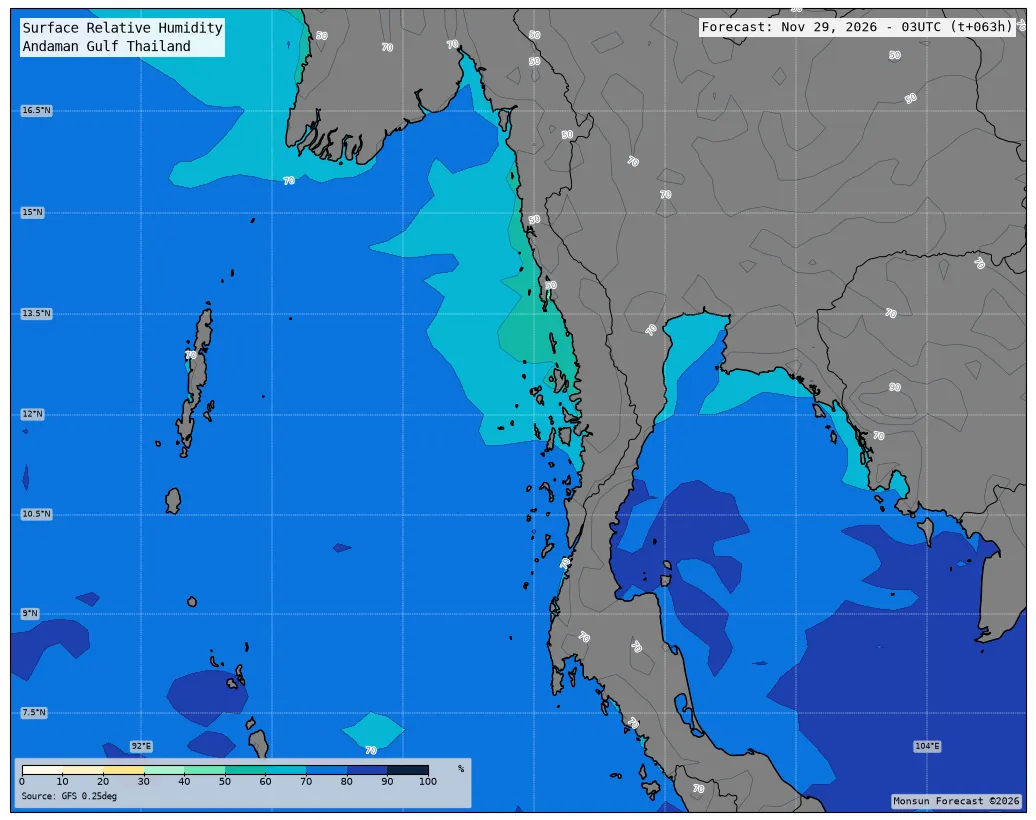 Surface Relative Humidity
Andaman Gulf Thailand
Forecast: Nov 29, 2026 - 03UTC (t+063h)
50
70
70
50
50
50
50
16.5°N
50
70
70
70
15°N
50
70
50
13.5°N
70
70
70
90
12°N
70
10.5°N
70
9°N
70
70
7.5°N
70
92°E
70
104°E
70
%
0 10 20 30 40 50 60 70 80 90 100
Source: GFS 0.25deg
Monsun Forecast ©2026